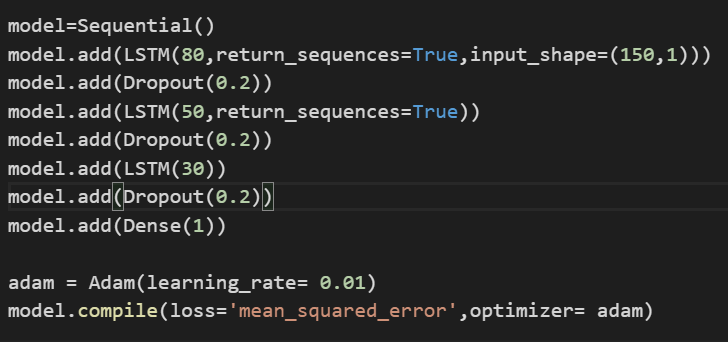 model=Sequential()
model.add(LSTM(80,return_sequences=True,input_shape=(150,1)))
model.add(Dropout(0.2))
model.add(LSTM(50,return_sequences=True))
model.add(Dropout(0.2))
model.add(LSTM(30))
model.add(Dropout(0.2))
model.add(Dense(1))
adam = Adam(learning_rate= 0.01)
model.compile(loss='mean_squared_error',optimizer= adam)